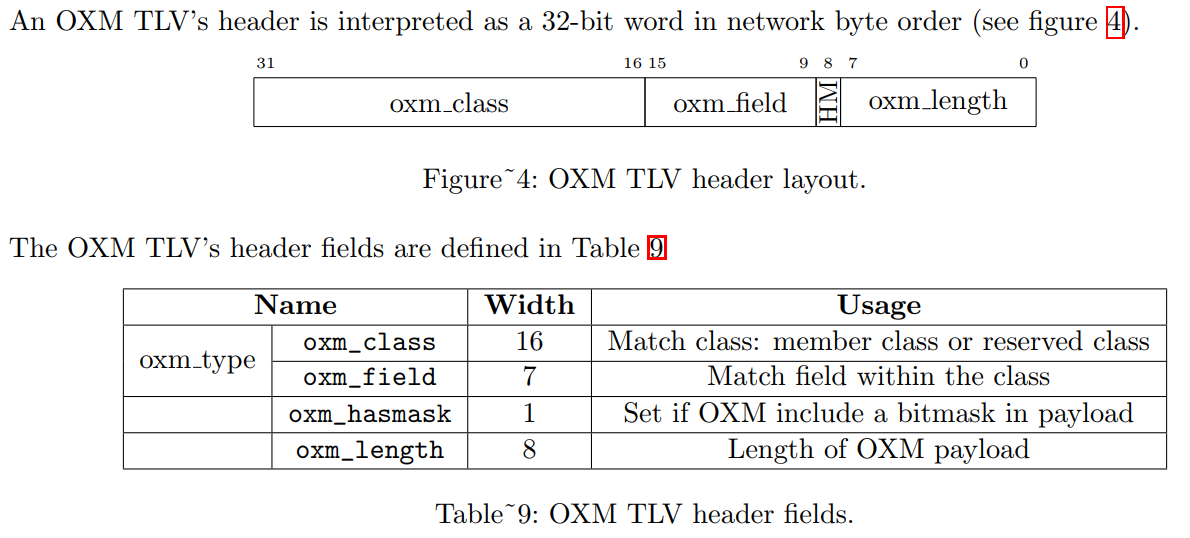 An OXM TLV's header is interpreted as a 32-bit word in network byte order (see figure 4).
31 16 15 9 8 7 0
oxm_class oxm_field HM oxm_length
Figure˜4: OXM TLV header layout.
The OXM TLV's header fields are defined in Table 9
Name Width Usage
oxm_type oxm_class 16 Match class: member class or reserved class
oxm_field 7 Match field within the class
oxm_hasmask 1 Set if OXM include a bitmask in payload
oxm_length 8 Length of OXM payload
Table˜9: OXM TLV header fields.